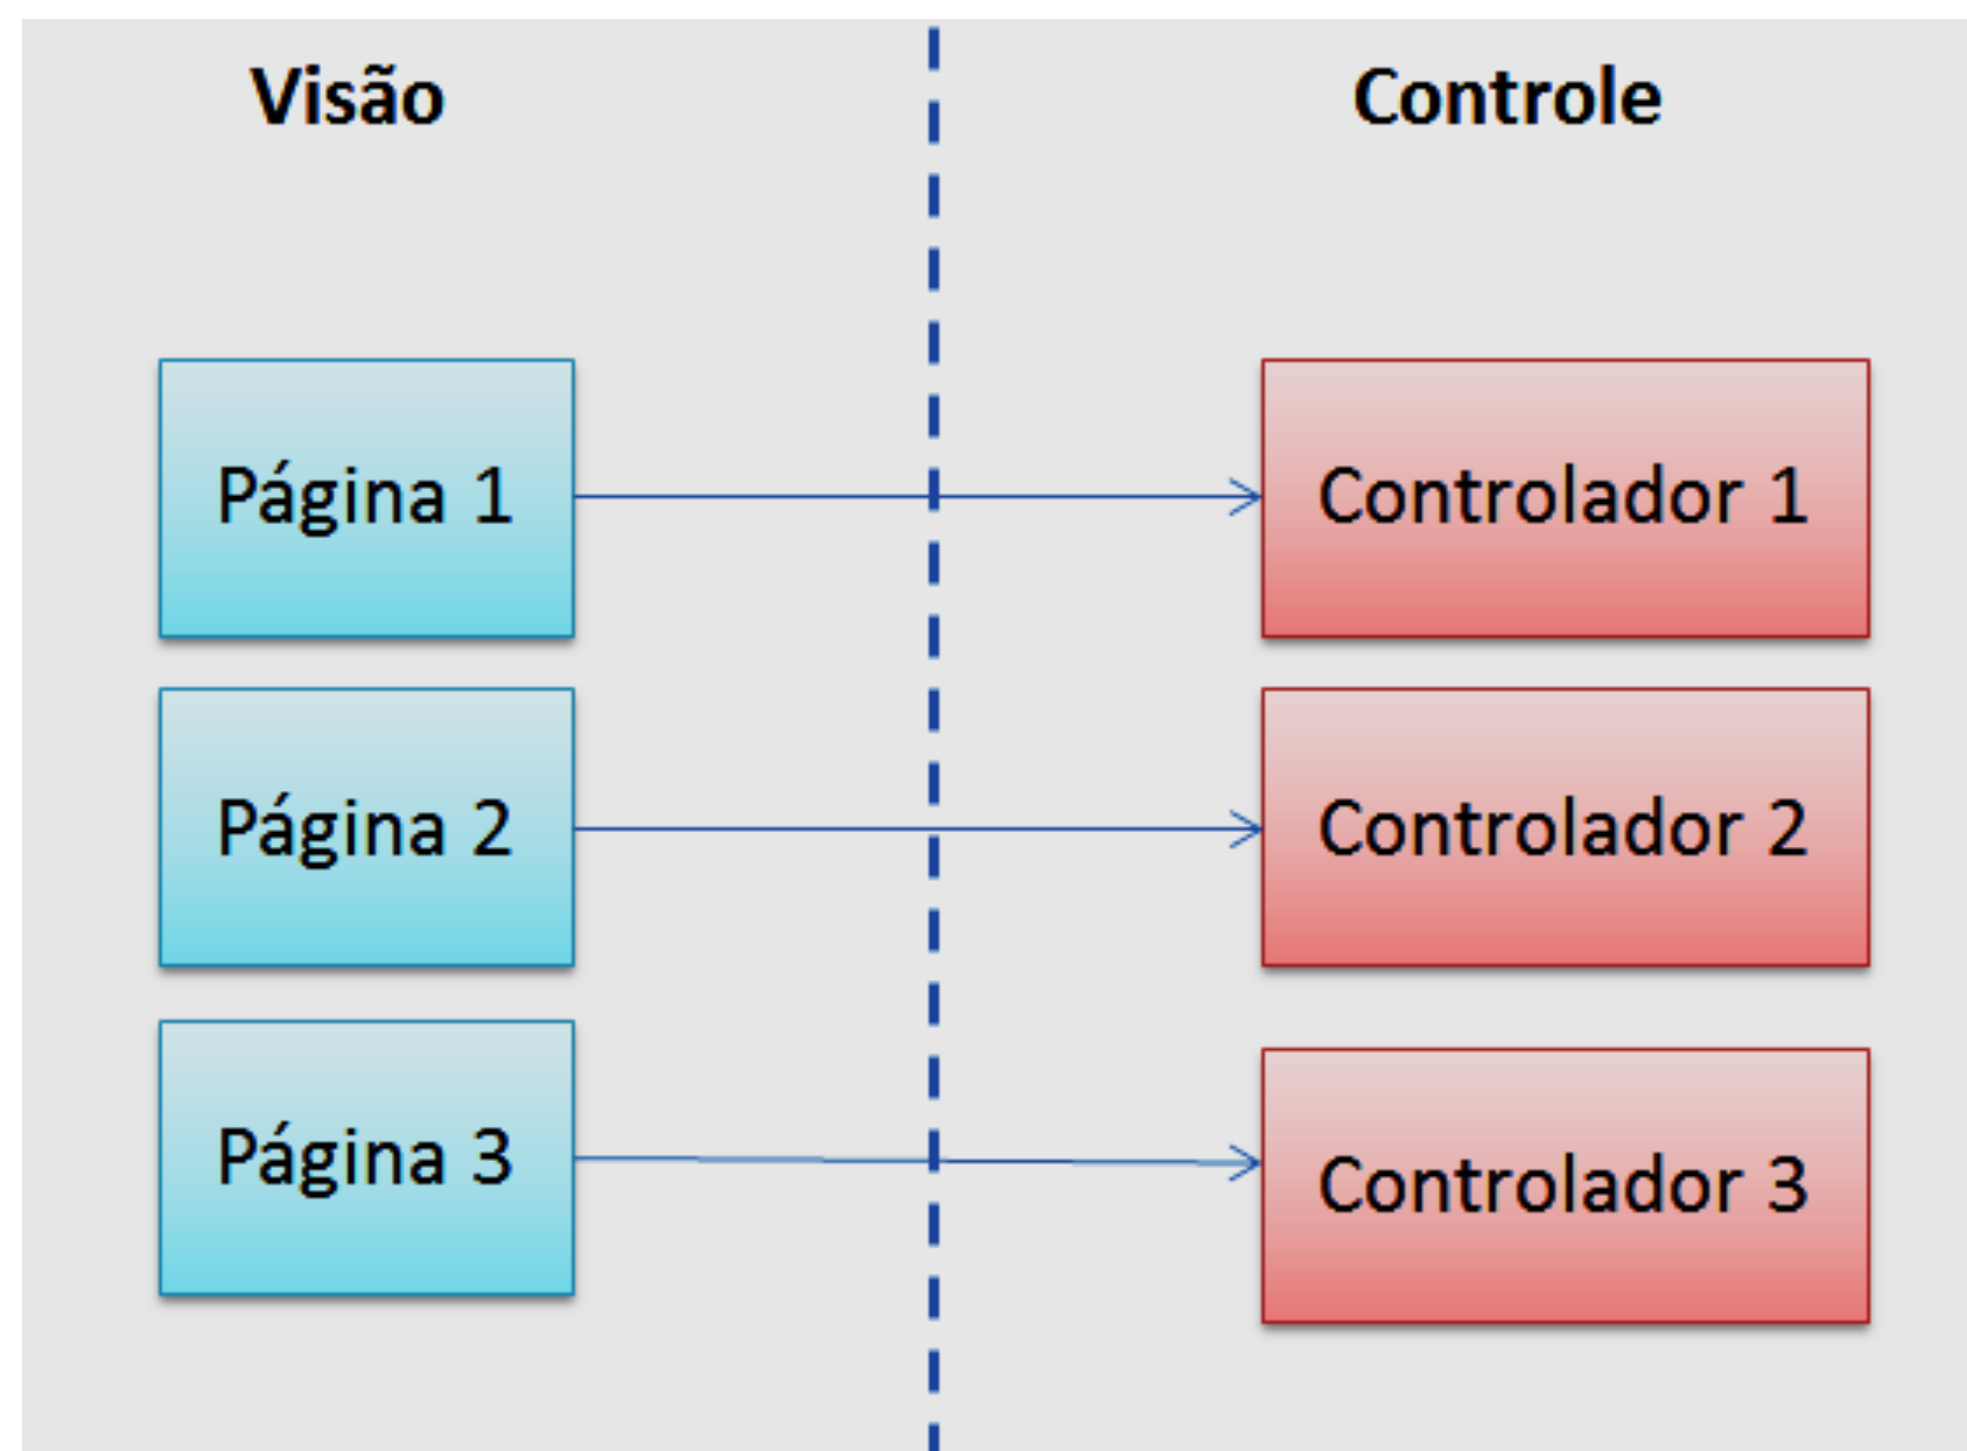 Visão
Controle
Página 1
Controlador 1
Página 2
Controlador 2
Página 3
Controlador 3